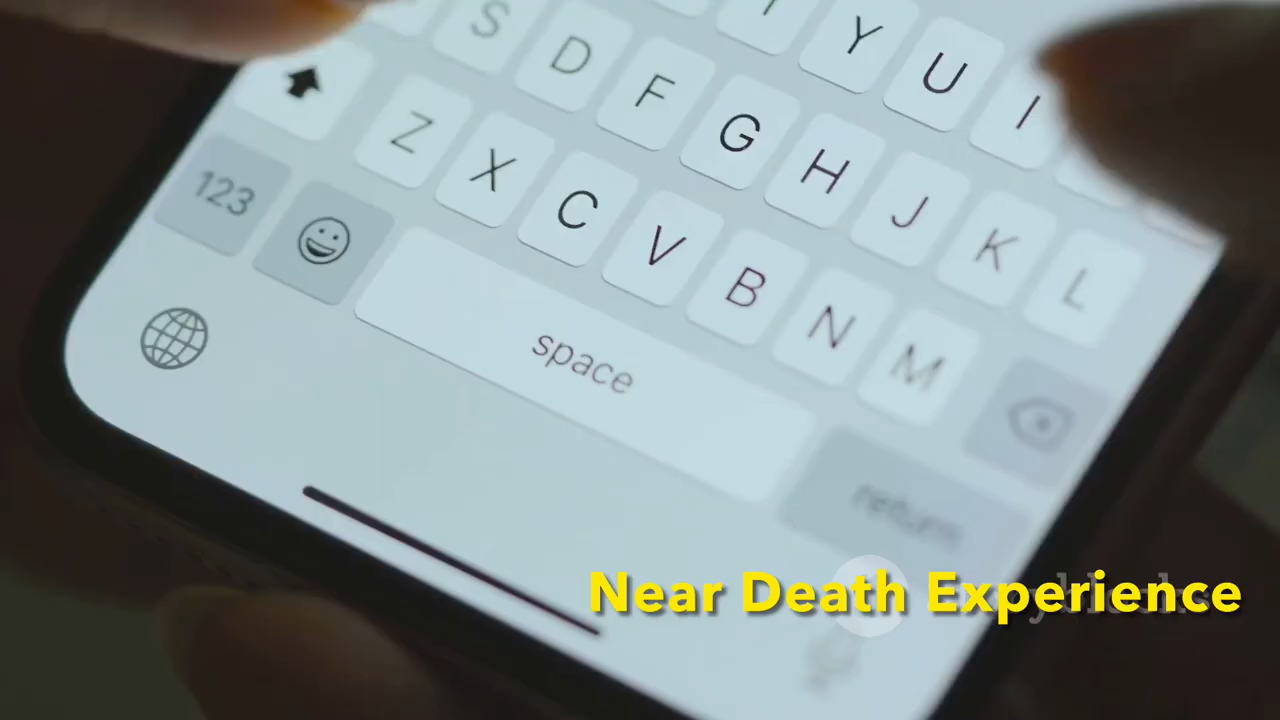 S
Y U I
D F G H J K L
Z X C V B N M
123
space
return
Near Death Experience